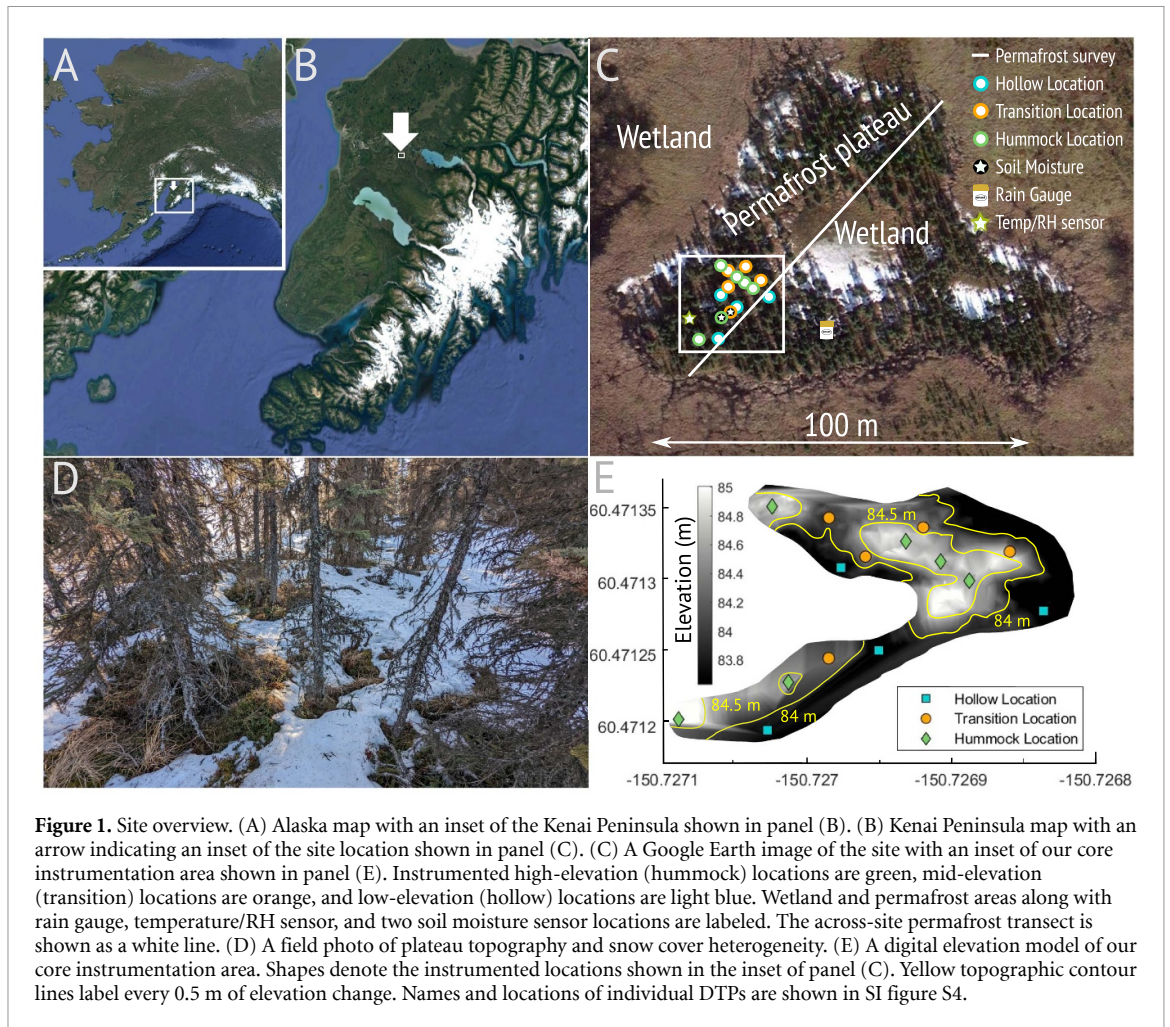 A
B
C
Permafrost survey
Hollow Location
Transition Location
Hummock Location
Soil Moisture
Rain Gauge
Temp/RH sensor
Wetland
Permafrost plateau
Wetland
100 m
D
E
60.47135
60.4713
60.47125
60.4712
Elevation (m)
85
84.8
84.6
84.4
84.2
84
83.8
84.5 m
84 m
84.5 m
84 m
Hollow Location
Transition Location
Hummock Location
-150.7271
-150.727
-150.7269
-150.7268
Figure 1. Site overview. (A) Alaska map with an inset of the Kenai Peninsula shown in panel (B). (B) Kenai Peninsula map with an
arrow indicating an inset of the site location shown in panel (C). (C) A Google Earth image of the site with an inset of our core
instrumentation area shown in panel (E). Instrumented high-elevation (hummock) locations are green, mid-elevation
(transition) locations are orange, and low-elevation (hollow) locations are light blue. Wetland and permafrost areas along with
rain gauge, temperature/RH sensor, and two soil moisture sensor locations are labeled. The across-site permafrost transect is
shown as a white line. (D) A field photo of plateau topography and snow cover heterogeneity. (E) A digital elevation model of our
core instrumentation area. Shapes denote the instrumented locations shown in the inset of panel (C). Yellow topographic contour
lines label every 0.5 m of elevation change. Names and locations of individual DTPs are shown in SI figure S4.